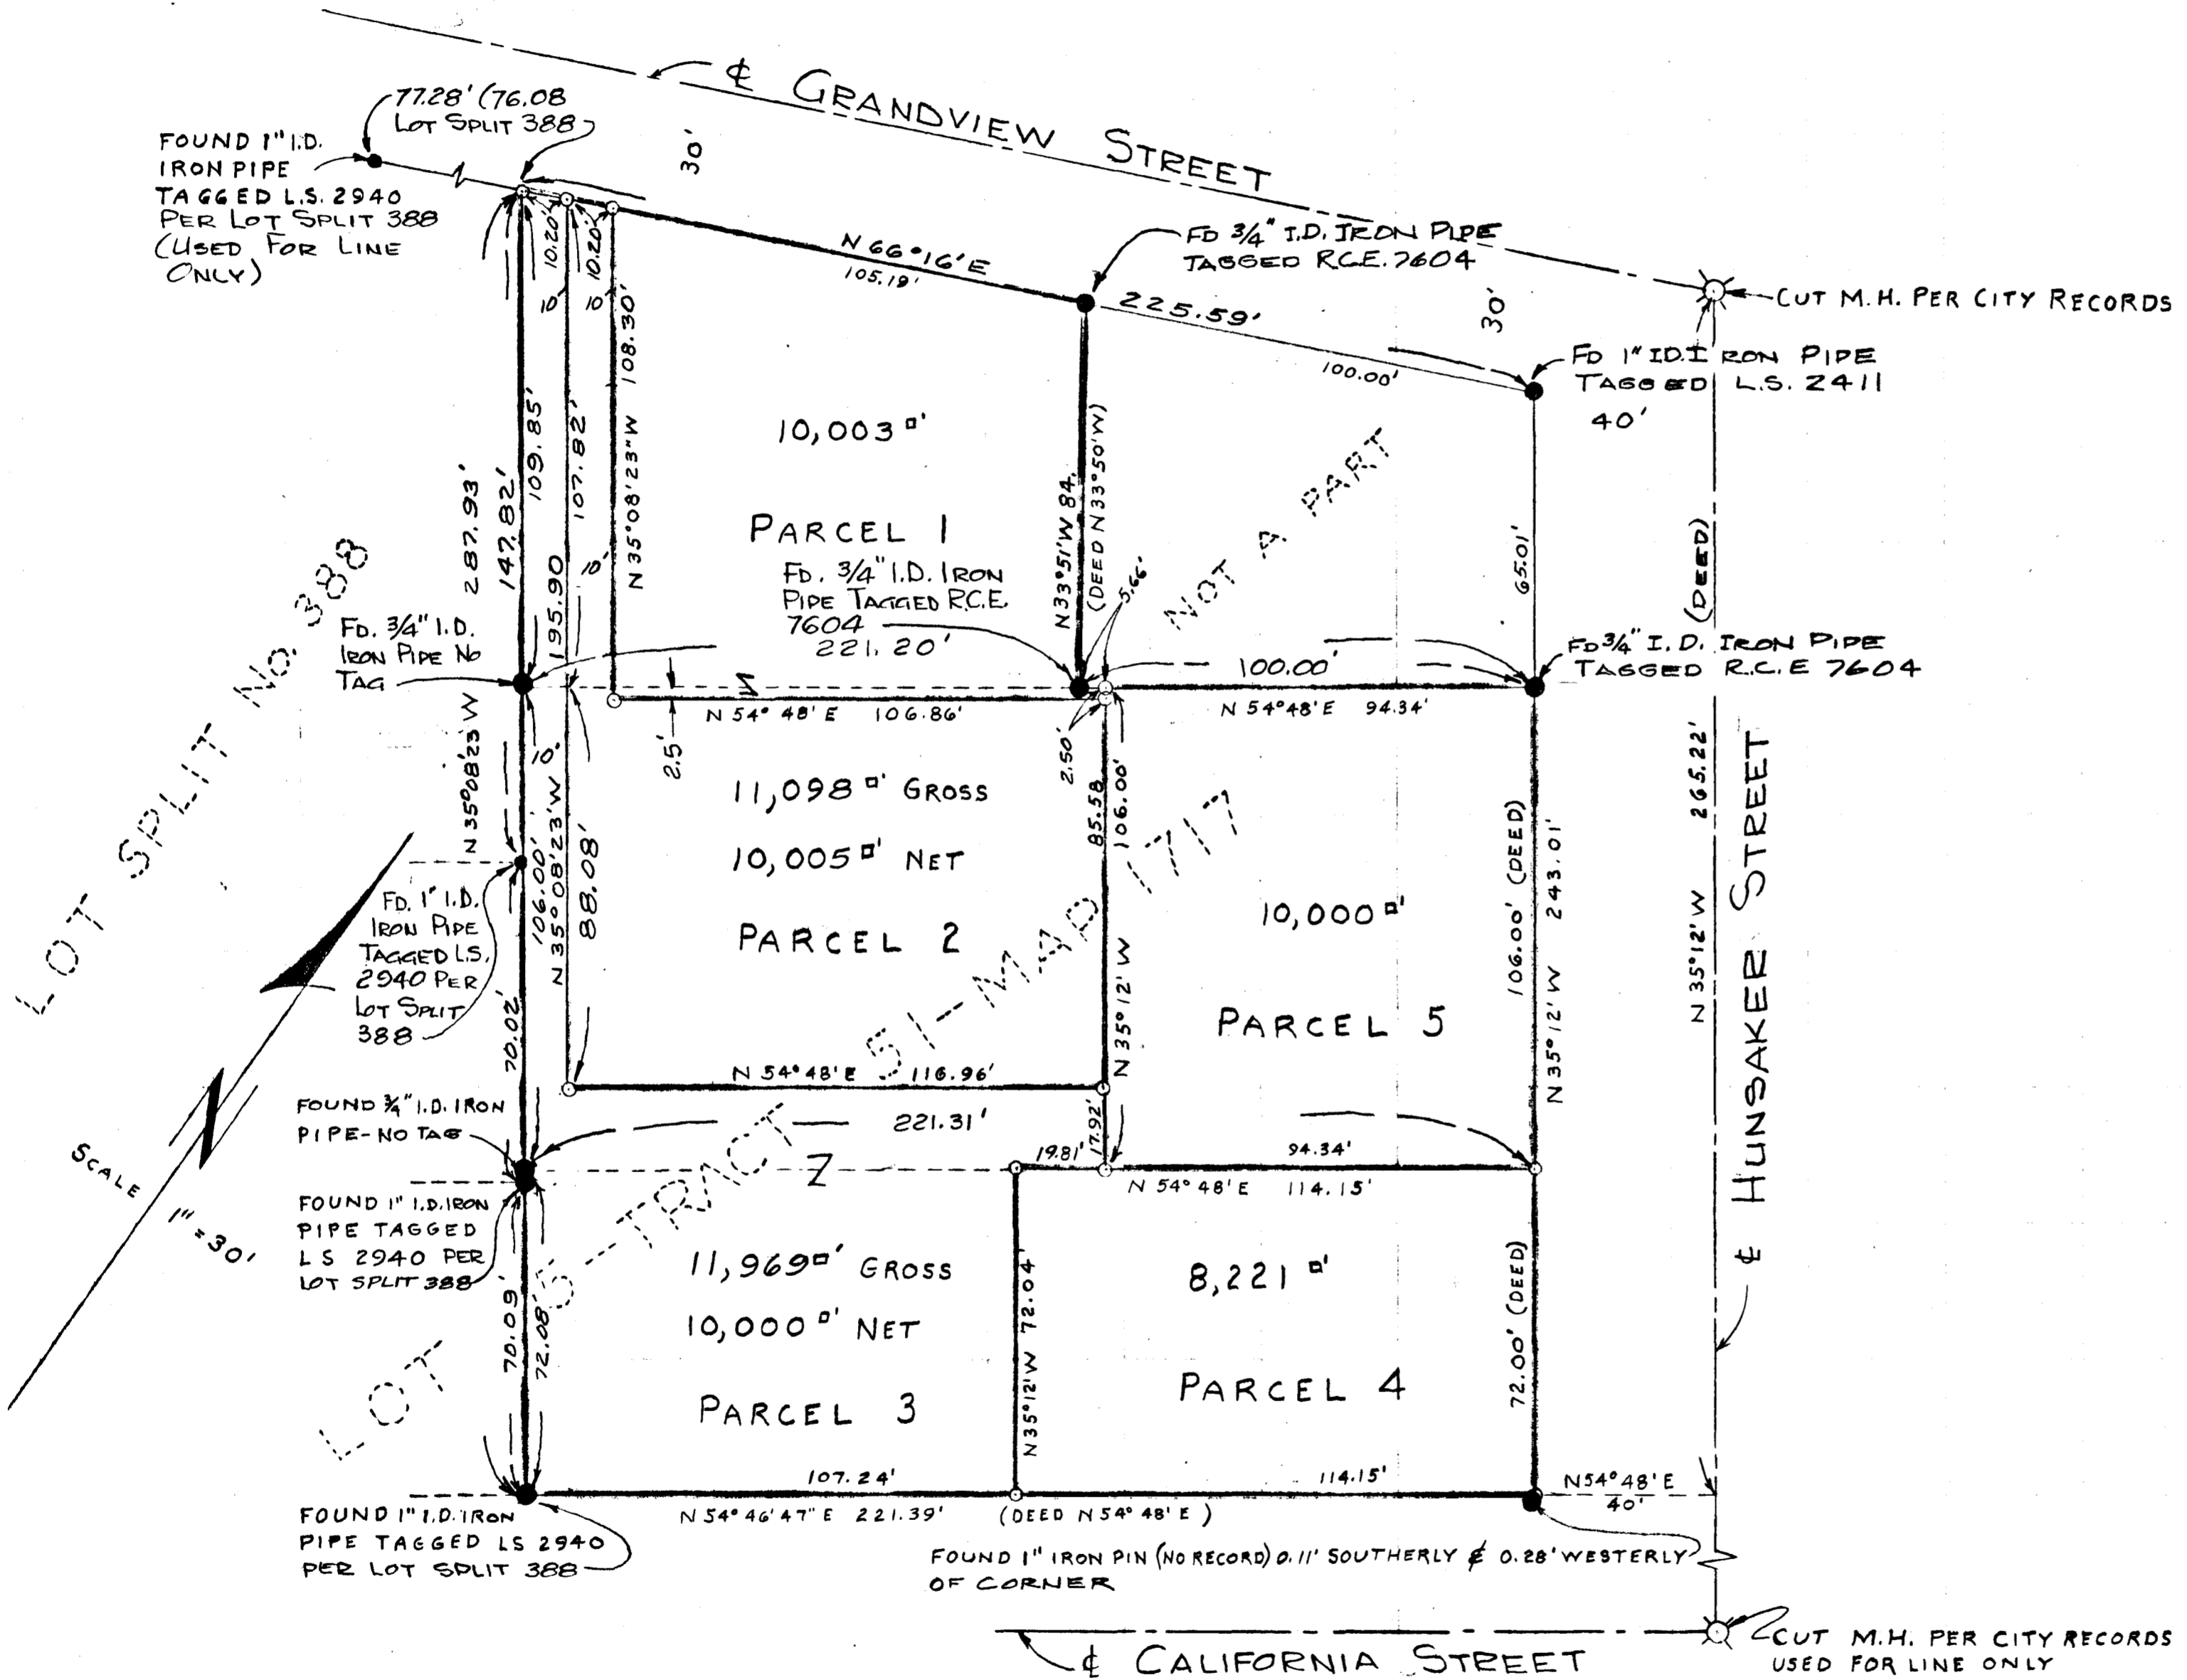 ℄ GRANDVIEW STREET
77.28' (76.08
LOT SPLIT 388)
FOUND 1" I.D.
IRON PIPE
TAGGED L.S. 2940
PER LOT SPLIT 388
(USED FOR LINE
ONLY)
30'
10.20'
10.20'
10'
10'
N 66°16' E
105.19'
FD 3/4" I.D. IRON PIPE
TAGGED R.C.E. 7604
225.59'
100.00'
30'
CUT M.H. PER CITY RECORDS
FD 1" I.D. IRON PIPE
TAGGED L.S. 2411
40'
287.93'
147.82'
109.85'
107.82'
195.90
10'
N 35°08'23" W 108.30'
10,003 □'
PARCEL 1
FD. 3/4" I.D. IRON
PIPE TAGGED R.C.E.
7604
221.20'
N33°51'W 84.
(DEED N33°50'W)
5.66'
NOT A PART
65.01'
(DEED)
LOT SPLIT No. 388
FD. 3/4" I.D.
IRON PIPE NO
TAG
100.00'
FD 3/4" I.D. IRON PIPE
TAGGED R.C.E 7604
N 54° 48' E 106.86'
N 54°48' E 94.34'
2.5'
2.50'
10'
N 35°08'23" W
106.00'
N 35°08'23" W
88.08'
11,098 □' GROSS
10,005 □' NET
PARCEL 2
85.58
106.00'
N 35°12' W
10,000 □'
PARCEL 5
106.00' (DEED)
N 35°12' W 243.01'
N 35°12' W 265.22'
℄ HUNSAKER STREET
FD. 1" I.D.
IRON PIPE
TAGGED L.S.
2940 PER
LOT SPLIT
388
70.02'
N 54°48' E 116.96'
LOT 5-TRACT 51-MAP 1717
N
SCALE
1"=30'
FOUND 3/4" I.D. IRON
PIPE-NO TAG
221.31'
17.92'
19.81'
94.34'
N 54°48' E 114.15'
FOUND 1" I.D. IRON
PIPE TAGGED
LS 2940 PER
LOT SPLIT 388
70.09'
72.08'
11,969 □' GROSS
10,000 □' NET
PARCEL 3
N 35°12' W 72.04'
8,221 □'
PARCEL 4
72.00' (DEED)
107.24'
114.15'
N 54°48' E
40'
N 54°46'47" E 221.39' (DEED N 54°48' E)
FOUND 1" I.D. IRON
PIPE TAGGED LS 2940
PER LOT SPLIT 388
FOUND 1" IRON PIN (NO RECORD) 0.11' SOUTHERLY & 0.28' WESTERLY
OF CORNER
℄ CALIFORNIA STREET
CUT M.H. PER CITY RECORDS
USED FOR LINE ONLY